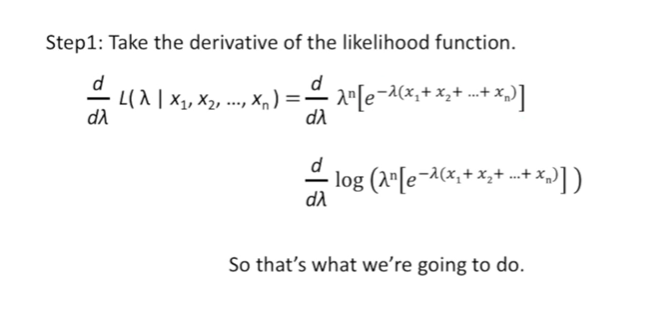 Step1: Take the derivative of the likelihood function.
d/dλ L(λ | x₁, x₂, ..., xₙ) = d/dλ λⁿ[e^−λ(x₁+ x₂+ ...+ xₙ)]
d/dλ log (λⁿ[e^−λ(x₁+ x₂+ ...+ xₙ)])
So that’s what we’re going to do.